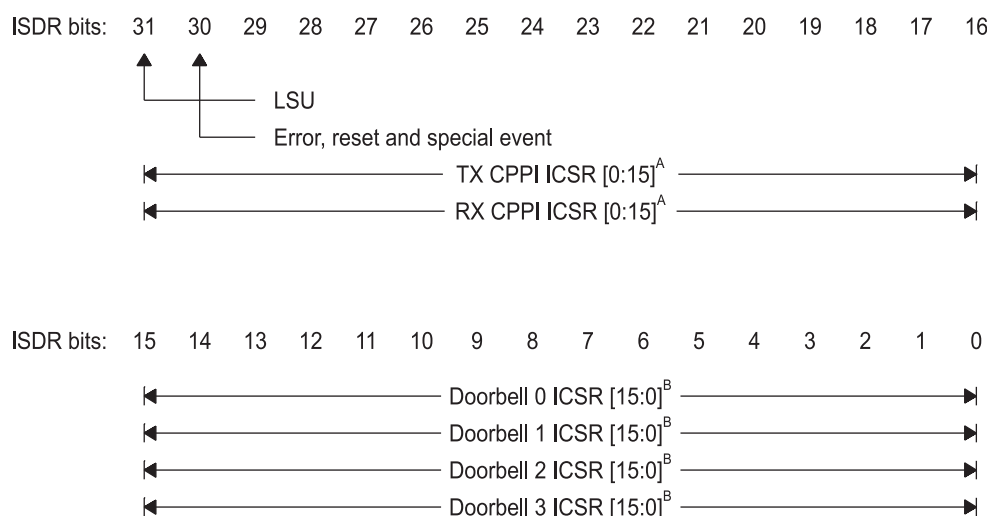 ISDR bits: 31 30 29 28 27 26 25 24 23 22 21 20 19 18 17 16
LSU
Error, reset and special event
TX CPPI ICSR [0:15]A
RX CPPI ICSR [0:15]A
ISDR bits: 15 14 13 12 11 10 9 8 7 6 5 4 3 2 1 0
Doorbell 0 ICSR [15:0]B
Doorbell 1 ICSR [15:0]B
Doorbell 2 ICSR [15:0]B
Doorbell 3 ICSR [15:0]B